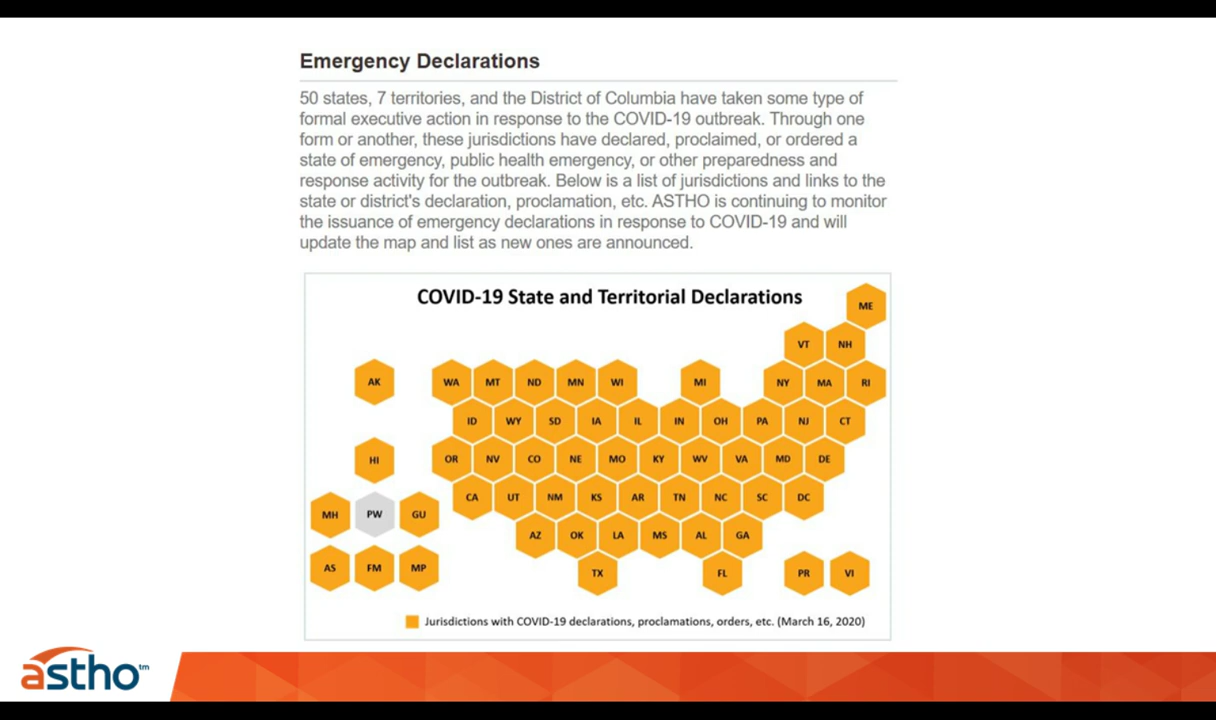 Emergency Declarations
50 states, 7 territories, and the District of Columbia have taken some type of
formal executive action in response to the COVID-19 outbreak. Through one
form or another, these jurisdictions have declared, proclaimed, or ordered a
state of emergency, public health emergency, or other preparedness and
response activity for the outbreak. Below is a list of jurisdictions and links to the
state or district's declaration, proclamation, etc. ASTHO is continuing to monitor
the issuance of emergency declarations in response to COVID-19 and will
update the map and list as new ones are announced.
COVID-19 State and Territorial Declarations
ME
VT NH
AK WA MT ND MN WI MI NY MA RI
ID WY SD IA IL IN OH PA NJ CT
HI OR NV CO NE MO KY WV VA MD DE
CA UT NM KS AR TN NC SC DC
MH PW GU
AZ OK LA MS AL GA
AS FM MP
TX FL PR VI
Jurisdictions with COVID-19 declarations, proclamations, orders, etc. (March 16, 2020)
astho™